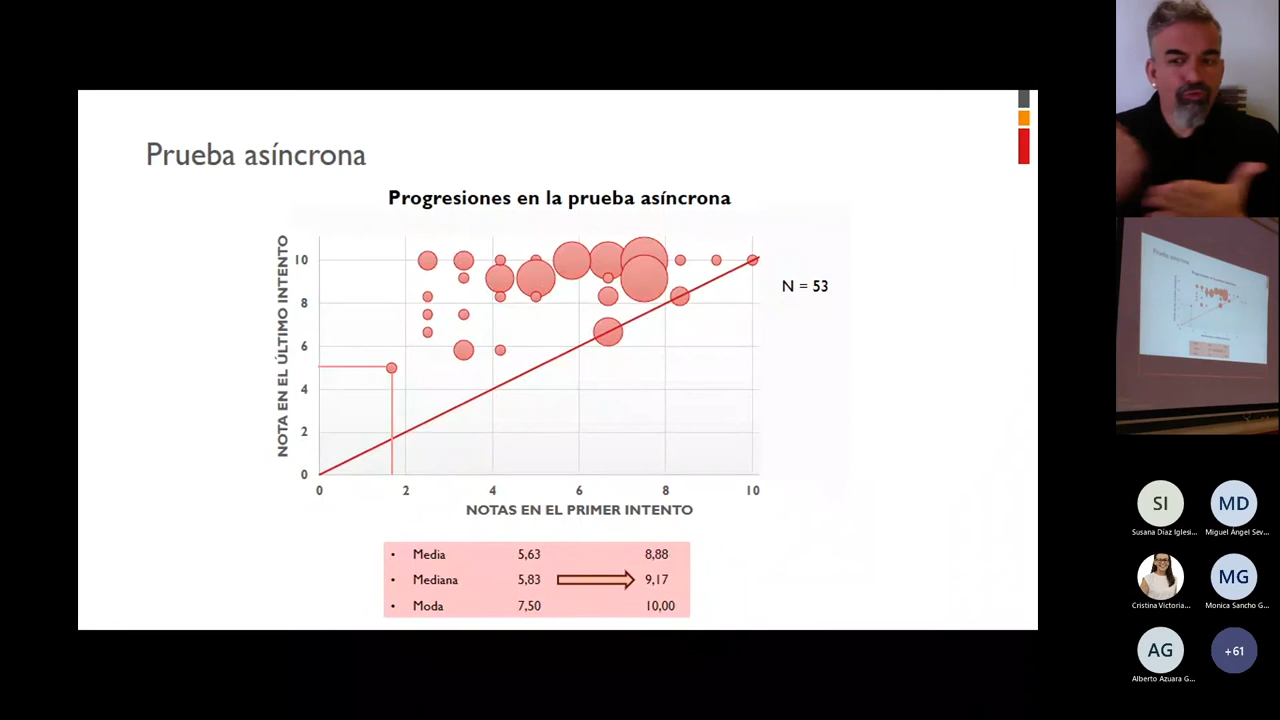 Prueba asíncrona
Progresiones en la prueba asíncrona
NOTA EN EL ÚLTIMO INTENTO
10
8
6
4
2
0
0 2 4 6 8 10
NOTAS EN EL PRIMER INTENTO
N = 53
• Media 5,63 8,88
• Mediana 5,83 9,17
• Moda 7,50 10,00
SI
MD
Susana Díaz Iglesi...
Miguel Ángel Sev...
MG
Cristina Victoria...
Monica Sancho G...
AG
+61
Alberto Azuara G...